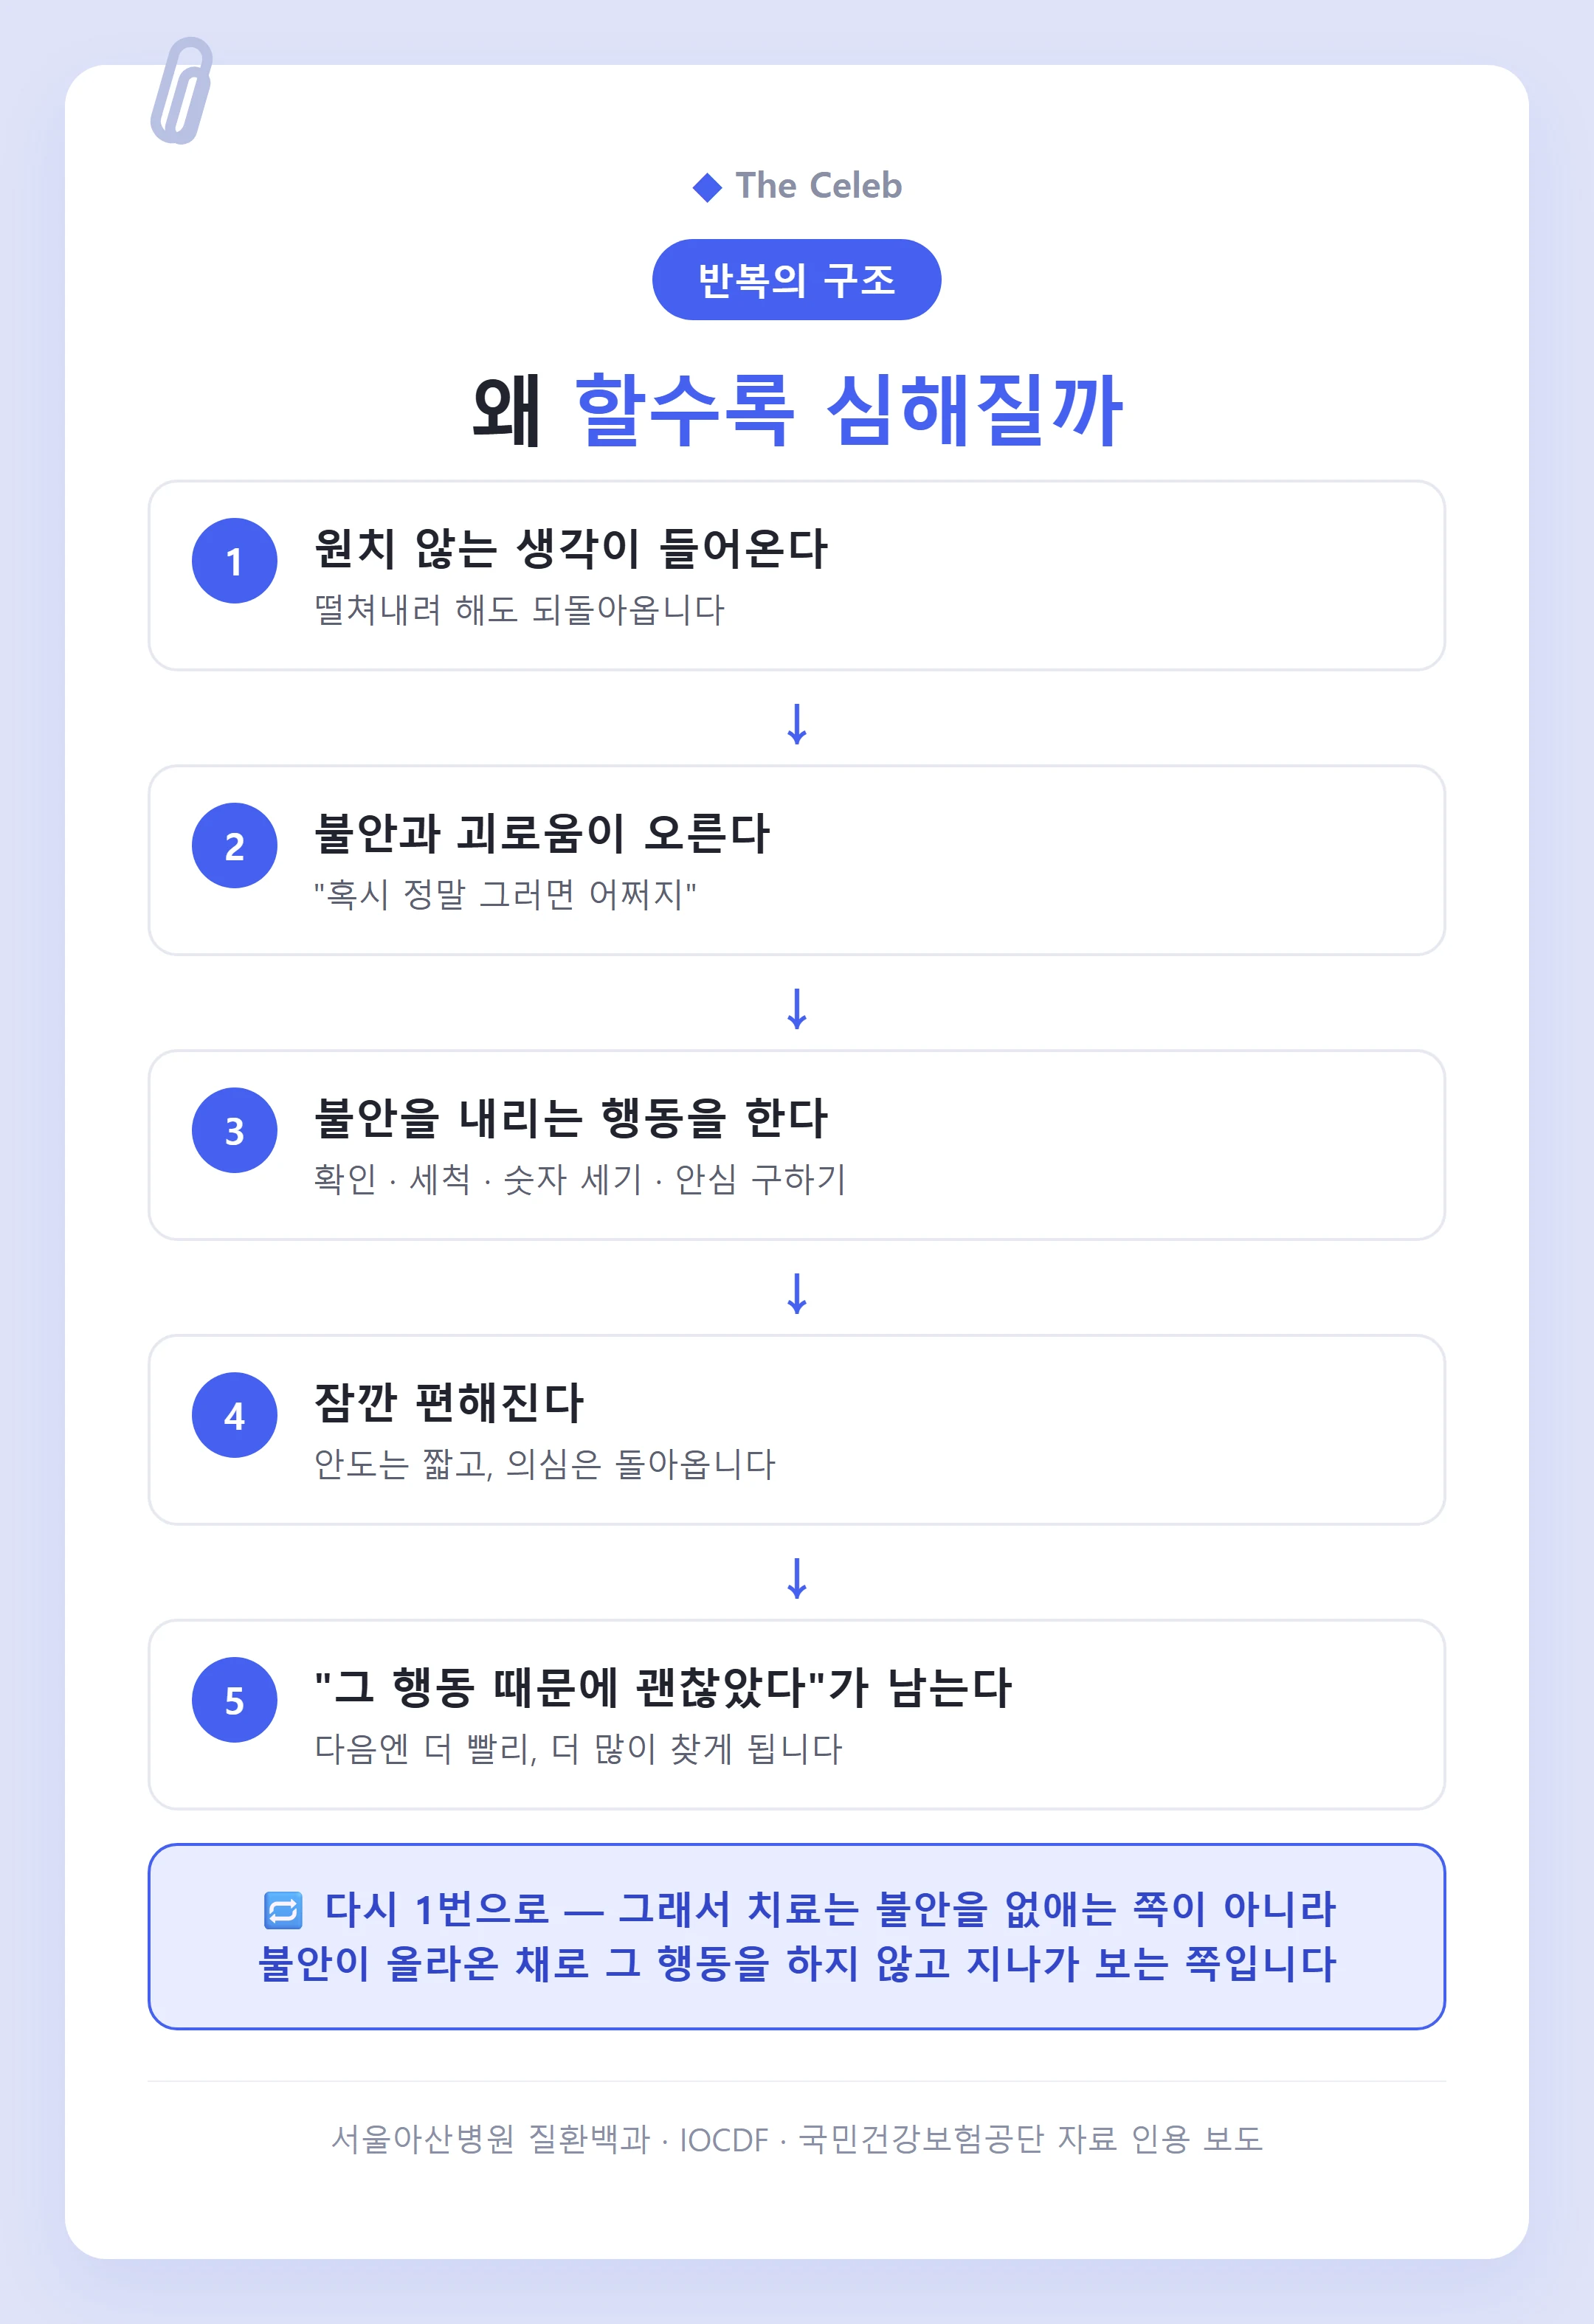 ◆ The Celeb
반복의 구조
왜 할수록 심해질까
1
원치 않는 생각이 들어온다
떨쳐내려 해도 되돌아옵니다
↓
2
불안과 괴로움이 오른다
"혹시 정말 그러면 어쩌지"
↓
3
불안을 내리는 행동을 한다
확인 · 세척 · 숫자 세기 · 안심 구하기
↓
4
잠깐 편해진다
안도는 짧고, 의심은 돌아옵니다
↓
5
"그 행동 때문에 괜찮았다"가 남는다
다음엔 더 빨리, 더 많이 찾게 됩니다
🔁 다시 1번으로 — 그래서 치료는 불안을 없애는 쪽이 아니라
불안이 올라온 채로 그 행동을 하지 않고 지나가 보는 쪽입니다
서울아산병원 질환백과 · IOCDF · 국민건강보험공단 자료 인용 보도